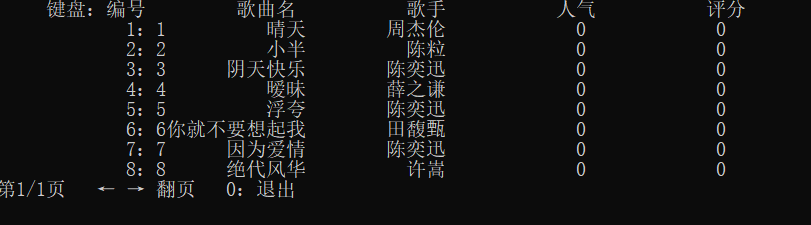 键盘: 编号 歌曲名 歌手 人气 评分
1: 1 晴天 周杰伦 0 0
2: 2 小半 陈粒 0 0
3: 3 阴天快乐 陈奕迅 0 0
4: 4 暧昧 薛之谦 0 0
5: 5 浮夸 陈奕迅 0 0
6: 6你就不要想起我 田馥甄 0 0
7: 7 因为爱情 陈奕迅 0 0
8: 8 绝代风华 许嵩 0 0
第1/1页 ← → 翻页 0: 退出